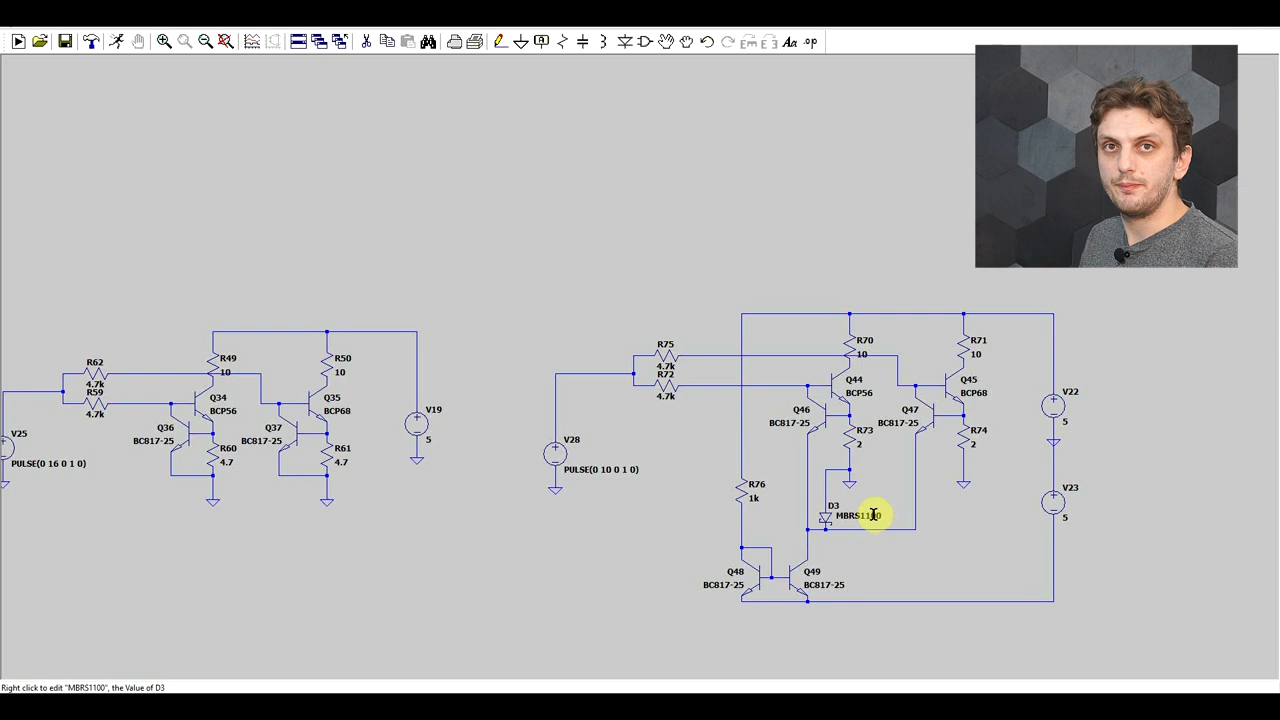 .op
R62
4.7k
R59
4.7k
R49
10
R50
10
Q34
BCP56
Q35
BCP68
Q36
BC817-25
Q37
BC817-25
R60
4.7
R61
4.7
V19
5
V25
PULSE(0 16 0 1 0)
V28
PULSE(0 10 0 1 0)
R75
4.7k
R72
4.7k
R70
10
R71
10
Q44
BCP56
Q45
BCP68
Q46
BC817-25
Q47
BC817-25
R73
2
R74
2
V22
5
V23
5
R76
1k
D3
MBRS1100
Q48
BC817-25
Q49
BC817-25
Right click to edit "MBRS1100", the Value of D3